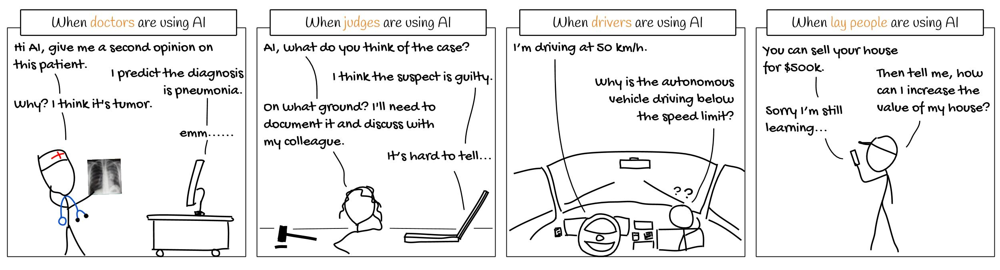 When doctors are using AI
Hi AI, give me a second opinion on
this patient.
I predict the diagnosis
is pneumonia.
Why? I think it's tumor.
emm......
When judges are using AI
AI, what do you think of the case?
I think the suspect is guilty.
On what ground? I'll need to
document it and discuss with
my colleague.
It's hard to tell...
When drivers are using AI
I'm driving at 50 km/h.
Why is the autonomous
vehicle driving below
the speed limit?
? ?
When lay people are using AI
You can sell your house
for $500k.
Then tell me, how
can I increase the
value of my house?
Sorry I'm still
learning...